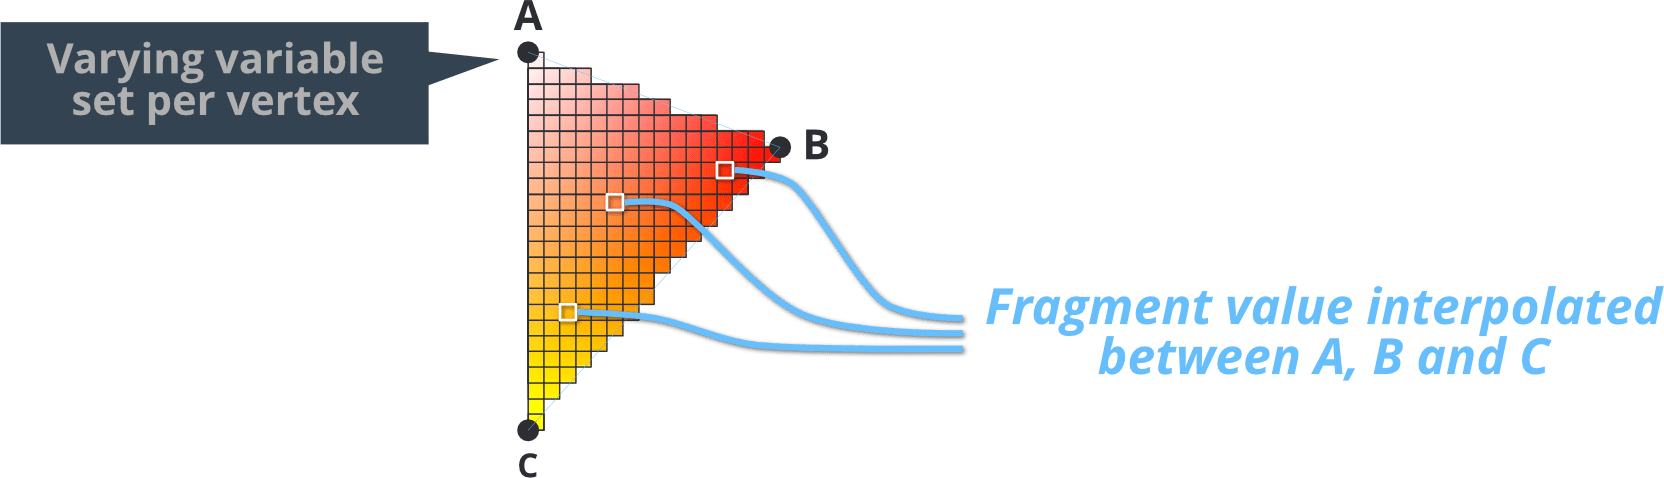 A
Varying variable
set per vertex
B
Fragment value interpolated
between A, B and C
C